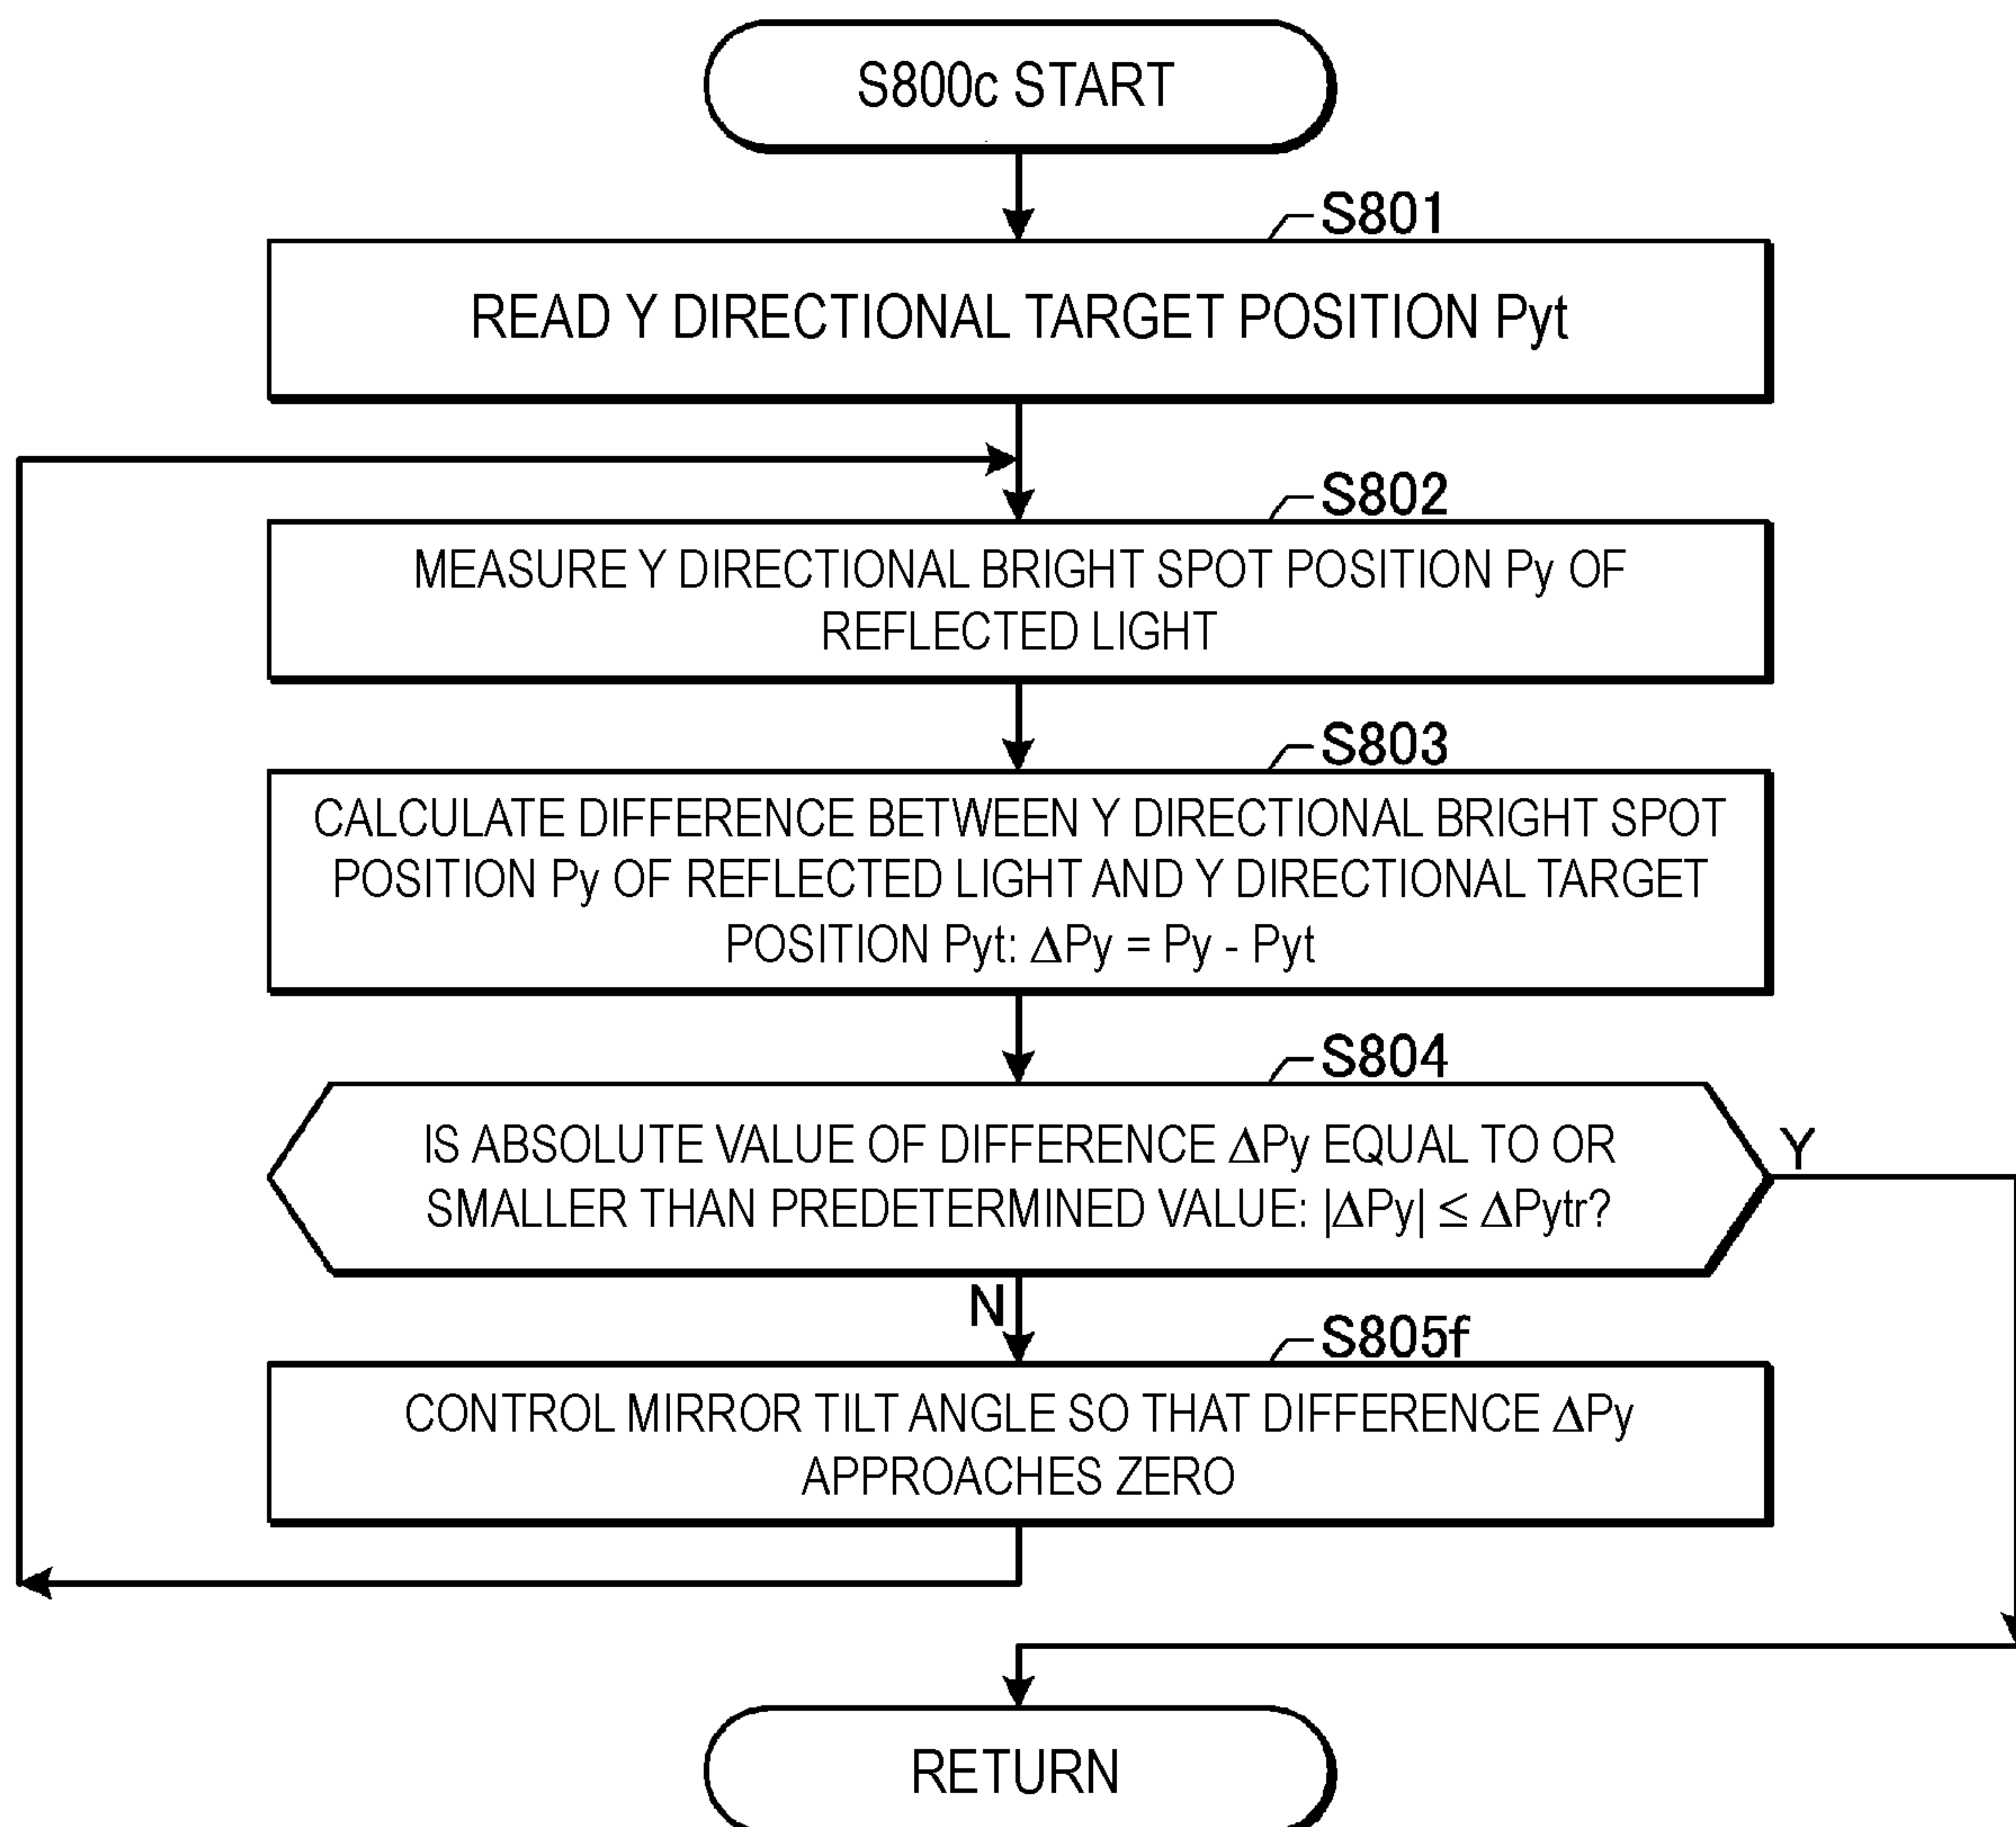 S800c START
S801
READ Y DIRECTIONAL TARGET POSITION Pyt
S802
MEASURE Y DIRECTIONAL BRIGHT SPOT POSITION Py OF
REFLECTED LIGHT
S803
CALCULATE DIFFERENCE BETWEEN Y DIRECTIONAL BRIGHT SPOT
POSITION Py OF REFLECTED LIGHT AND Y DIRECTIONAL TARGET
POSITION Pyt: ΔPy = Py - Pyt
S804
IS ABSOLUTE VALUE OF DIFFERENCE ΔPy EQUAL TO OR
SMALLER THAN PREDETERMINED VALUE: |ΔPy| ≤ ΔPytr?
Y
N
S805f
CONTROL MIRROR TILT ANGLE SO THAT DIFFERENCE ΔPy
APPROACHES ZERO
RETURN